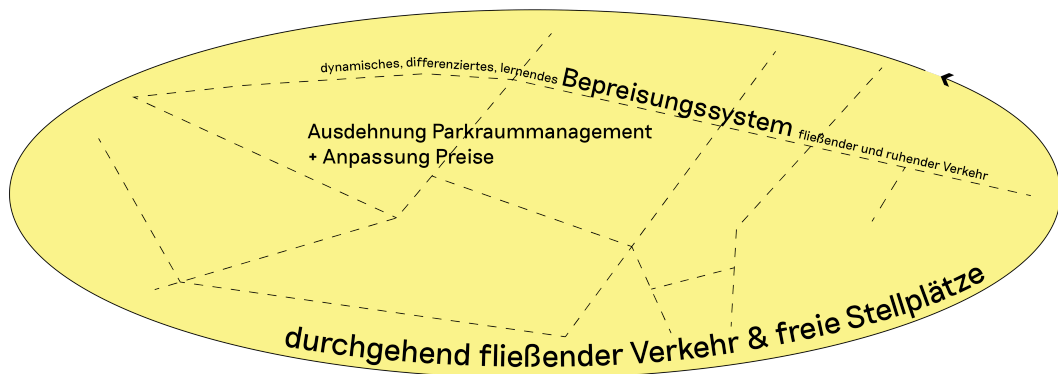 dynamisches, differenziertes, lernendes Bepreisungssystem fließender und ruhender Verkehr
Ausdehnung Parkraummanagement
+ Anpassung Preise
durchgehend fließender Verkehr & freie Stellplätze